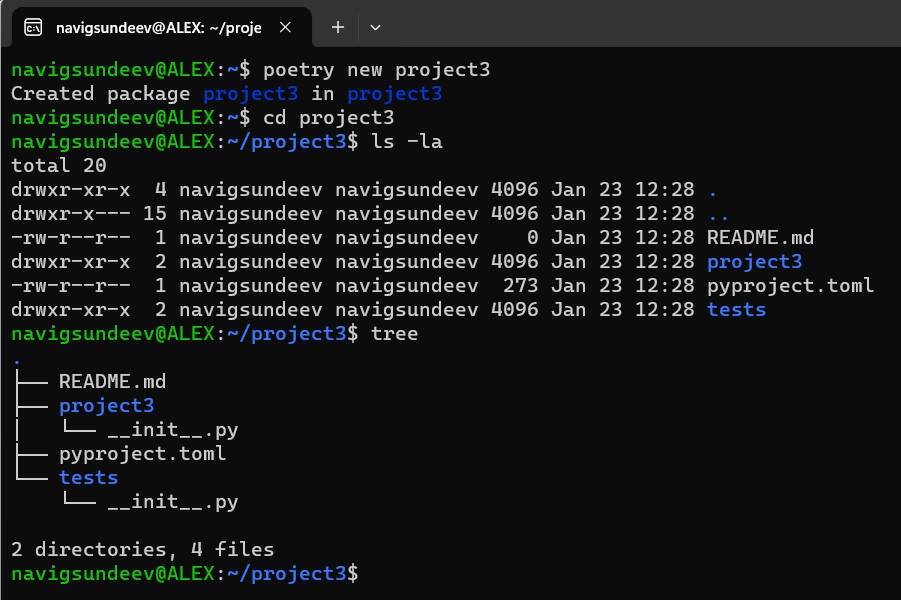 navigsundeev@ALEX: ~/proje
navigsundeev@ALEX:~$ poetry new project3
Created package project3 in project3
navigsundeev@ALEX:~$ cd project3
navigsundeev@ALEX:~/project3$ ls -la
total 20
drwxr-xr-x  4 navigsundeev navigsundeev 4096 Jan 23 12:28 .
drwxr-x--- 15 navigsundeev navigsundeev 4096 Jan 23 12:28 ..
-rw-r--r--  1 navigsundeev navigsundeev    0 Jan 23 12:28 README.md
drwxr-xr-x  2 navigsundeev navigsundeev 4096 Jan 23 12:28 project3
-rw-r--r--  1 navigsundeev navigsundeev  273 Jan 23 12:28 pyproject.toml
drwxr-xr-x  2 navigsundeev navigsundeev 4096 Jan 23 12:28 tests
navigsundeev@ALEX:~/project3$ tree
.
├── README.md
├── project3
│   └── __init__.py
├── pyproject.toml
└── tests
    └── __init__.py
2 directories, 4 files
navigsundeev@ALEX:~/project3$